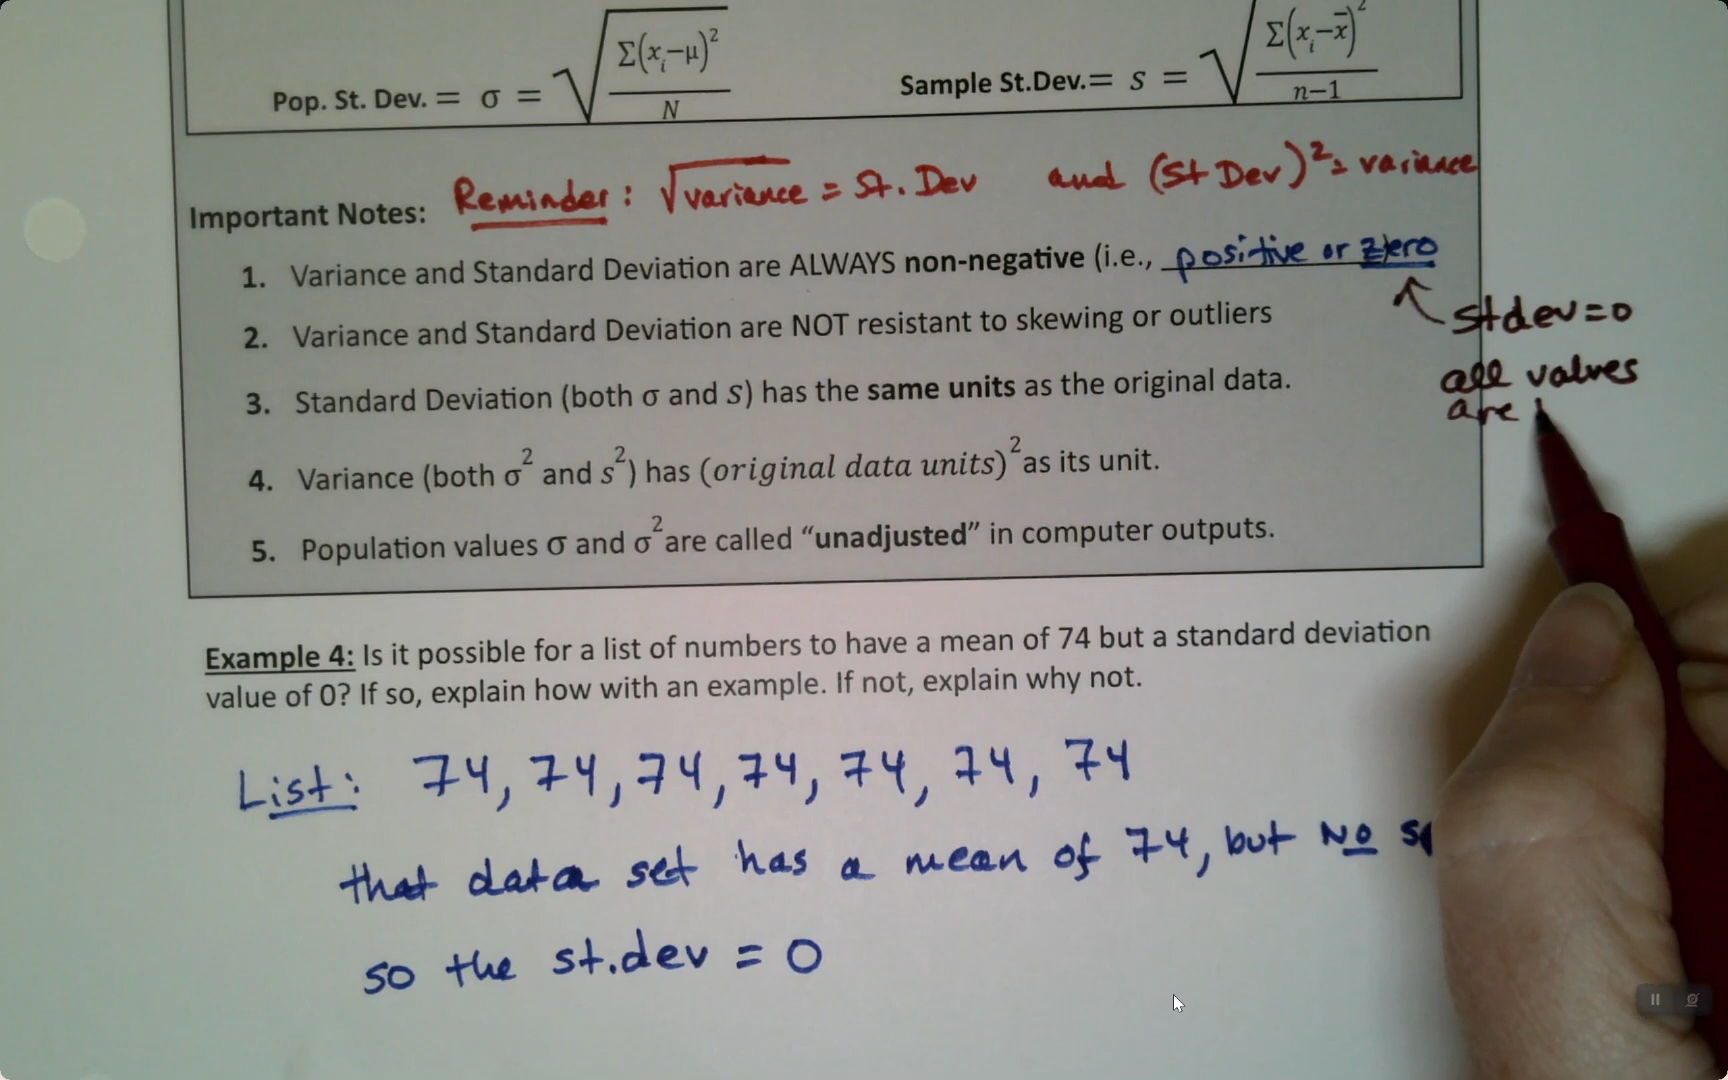 Pop. St. Dev. = σ = √(Σ(xᵢ−μ)²/N)
Sample St.Dev.= s = √(Σ(xᵢ−x̄)²/n−1)
Reminder: √variance = St. Dev and (St Dev)² = variance
Important Notes:
1. Variance and Standard Deviation are ALWAYS non-negative (i.e., positive or zero
stdev=0
2. Variance and Standard Deviation are NOT resistant to skewing or outliers
all values
are
3. Standard Deviation (both σ and s) has the same units as the original data.
4. Variance (both σ² and s²) has (original data units)² as its unit.
5. Population values σ and σ² are called “unadjusted” in computer outputs.
Example 4: Is it possible for a list of numbers to have a mean of 74 but a standard deviation
value of 0? If so, explain how with an example. If not, explain why not.
List: 74, 74, 74, 74, 74, 74, 74
that data set has a mean of 74, but NO
so the st.dev = 0